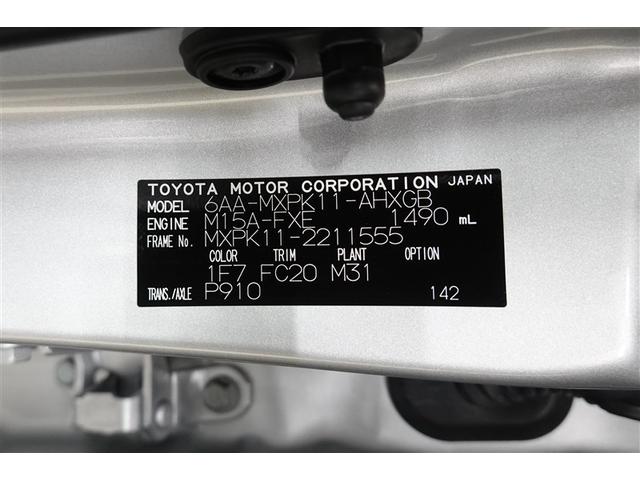 TOYOTA MOTOR CORPORATION JAPAN
MODEL 6AA-MXPK11-AHXGB
ENGINE M15A-FXE 1490 mL
FRAME No. MXPK11-2211555
COLOR TRIM PLANT OPTION
1F7 FC20 M31
TRANS./AXLE P910 142